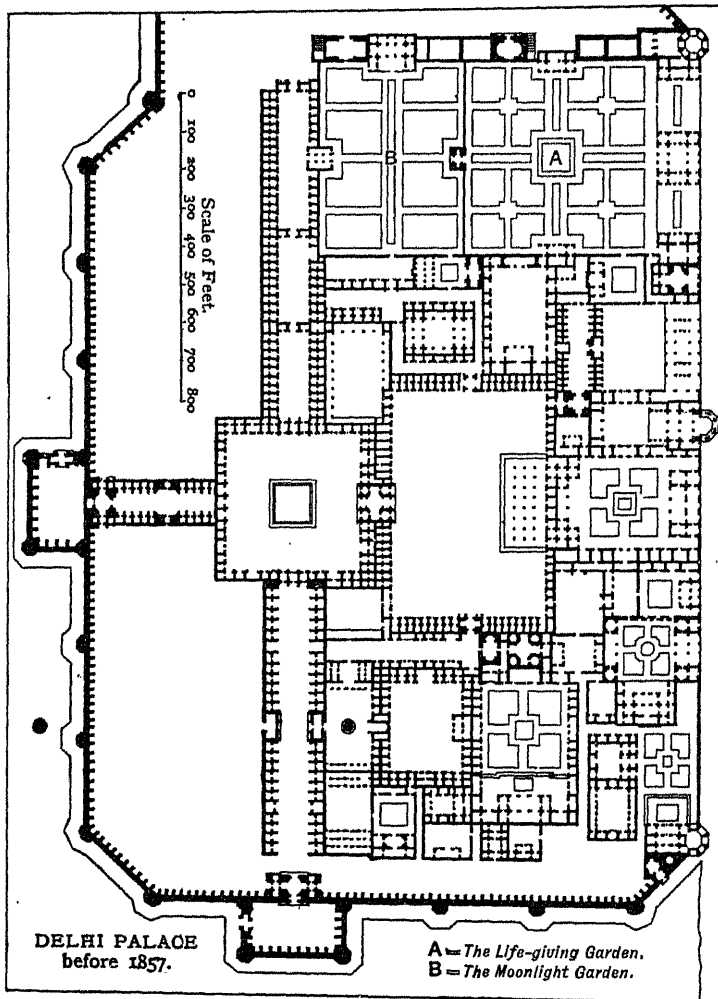 B
A
0
100
200
300
400
500
600
700
800
Scale of Feet.
DELHI PALACE
before 1857.
A = The Life-giving Garden.
B = The Moonlight Garden.